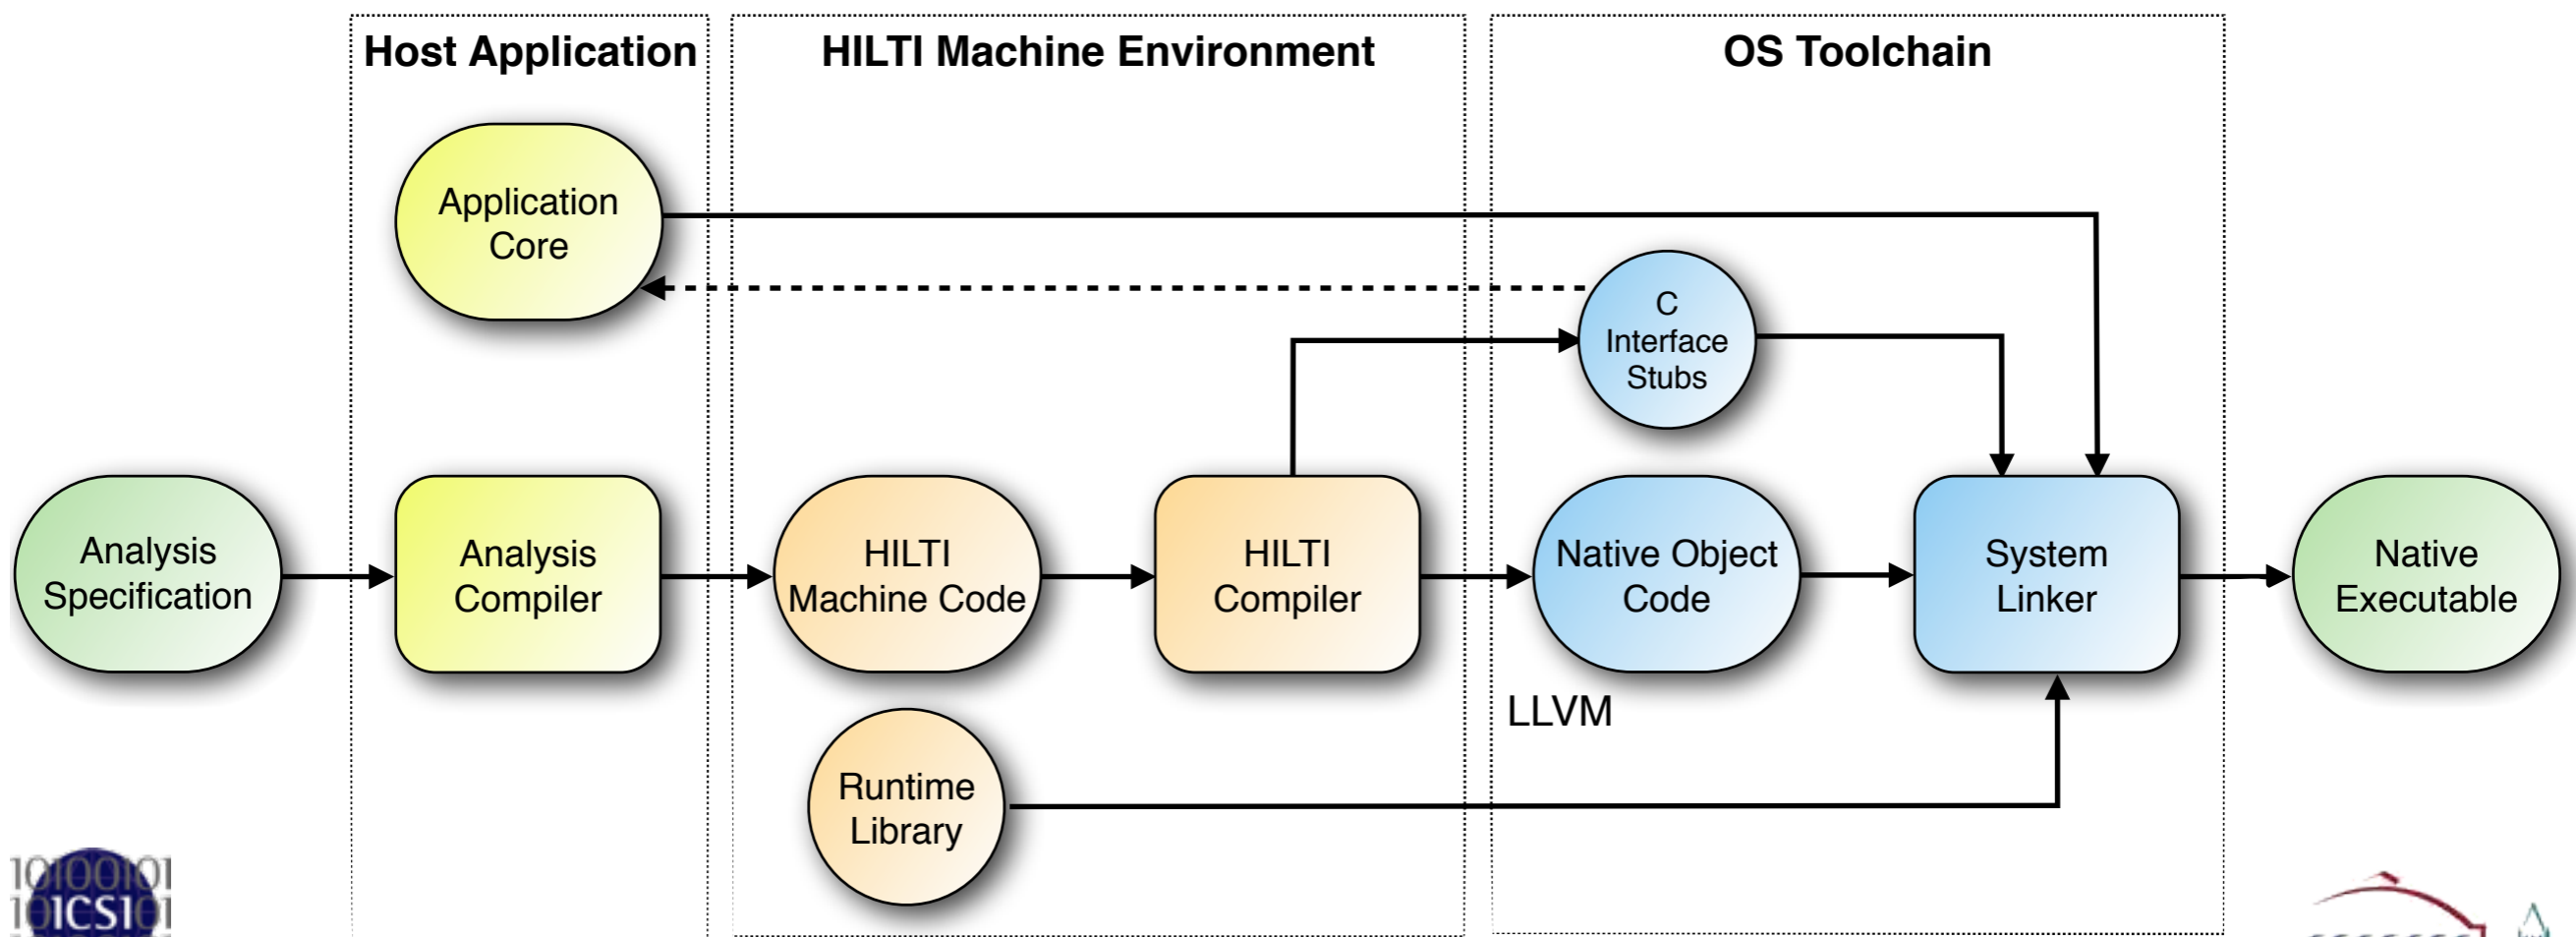 Host Application
HILTI Machine Environment
OS Toolchain
Application
Core
C
Interface
Stubs
Analysis
Specification
Analysis
Compiler
HILTI
Machine Code
HILTI
Compiler
Native Object
Code
System
Linker
Native
Executable
LLVM
Runtime
Library
10100101
101ICSI01